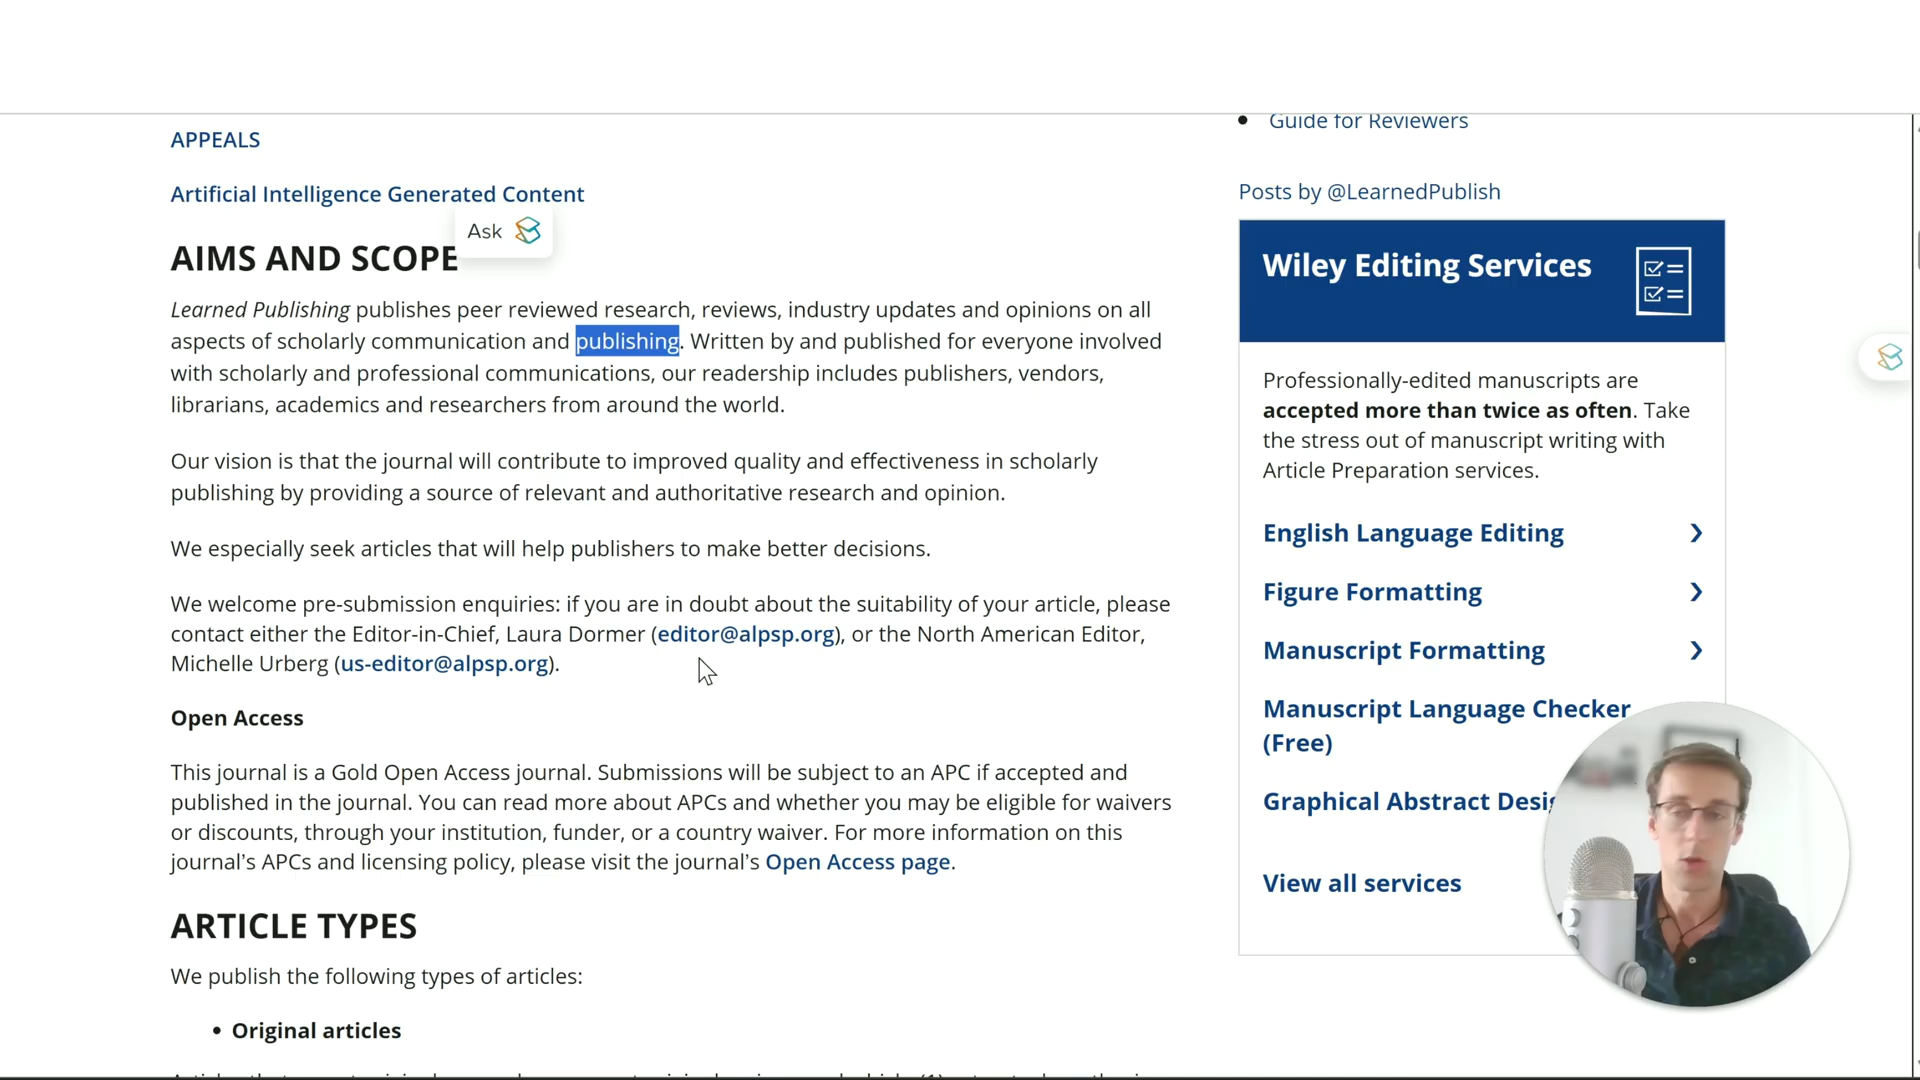 APPEALS
Artificial Intelligence Generated Content
Ask
AIMS AND SCOPE
Learned Publishing publishes peer reviewed research, reviews, industry updates and opinions on all
aspects of scholarly communication and publishing. Written by and published for everyone involved
with scholarly and professional communications, our readership includes publishers, vendors,
librarians, academics and researchers from around the world.
Our vision is that the journal will contribute to improved quality and effectiveness in scholarly
publishing by providing a source of relevant and authoritative research and opinion.
We especially seek articles that will help publishers to make better decisions.
We welcome pre-submission enquiries: if you are in doubt about the suitability of your article, please
contact either the Editor-in-Chief, Laura Dormer (editor@alpsp.org), or the North American Editor,
Michelle Urberg (us-editor@alpsp.org).
Open Access
This journal is a Gold Open Access journal. Submissions will be subject to an APC if accepted and
published in the journal. You can read more about APCs and whether you may be eligible for waivers
or discounts, through your institution, funder, or a country waiver. For more information on this
journal's APCs and licensing policy, please visit the journal's Open Access page.
ARTICLE TYPES
We publish the following types of articles:
• Original articles
• Guide for Reviewers
Posts by @LearnedPublish
Wiley Editing Services
Professionally-edited manuscripts are
accepted more than twice as often. Take
the stress out of manuscript writing with
Article Preparation services.
English Language Editing
Figure Formatting
Manuscript Formatting
Manuscript Language Checker
(Free)
Graphical Abstract
View all services